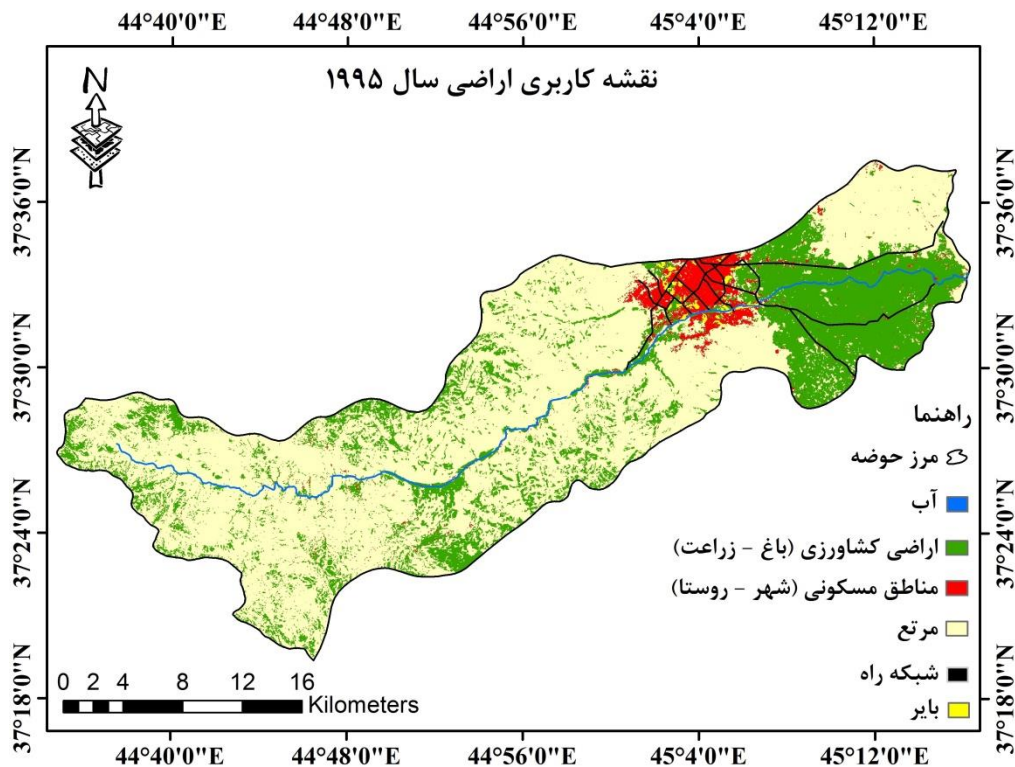 44°40'0"E 44°48'0"E 44°56'0"E 45°4'0"E 45°12'0"E
نقشه کاربری اراضی سال ۱۹۹۵
N
37°36'0"N 37°36'0"N
37°30'0"N 37°30'0"N
راهنما
مرز حوضه
آب
37°24'0"N 37°24'0"N
اراضی کشاورزی (باغ - زراعت)
مناطق مسکونی (شهر - روستا)
مرتع
شبکه راه
بایر
0 2 4 8 12 16
Kilometers
37°18'0"N 37°18'0"N
44°40'0"E 44°48'0"E 44°56'0"E 45°4'0"E 45°12'0"E